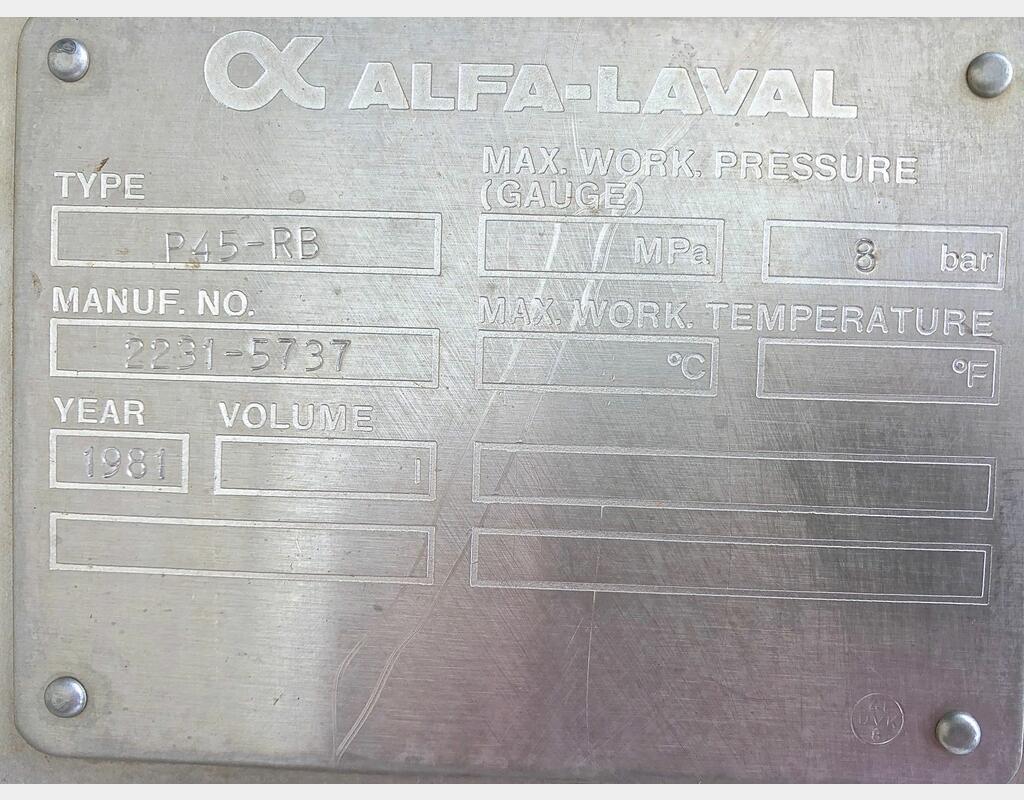 ALFA-LAVAL
TYPE
P45-RB
MAX. WORK. PRESSURE
(GAUGE)
MPa
8 bar
MANUF. NO.
2231-5737
MAX. WORK. TEMPERATURE
°C
°F
YEAR
1981
VOLUME
l